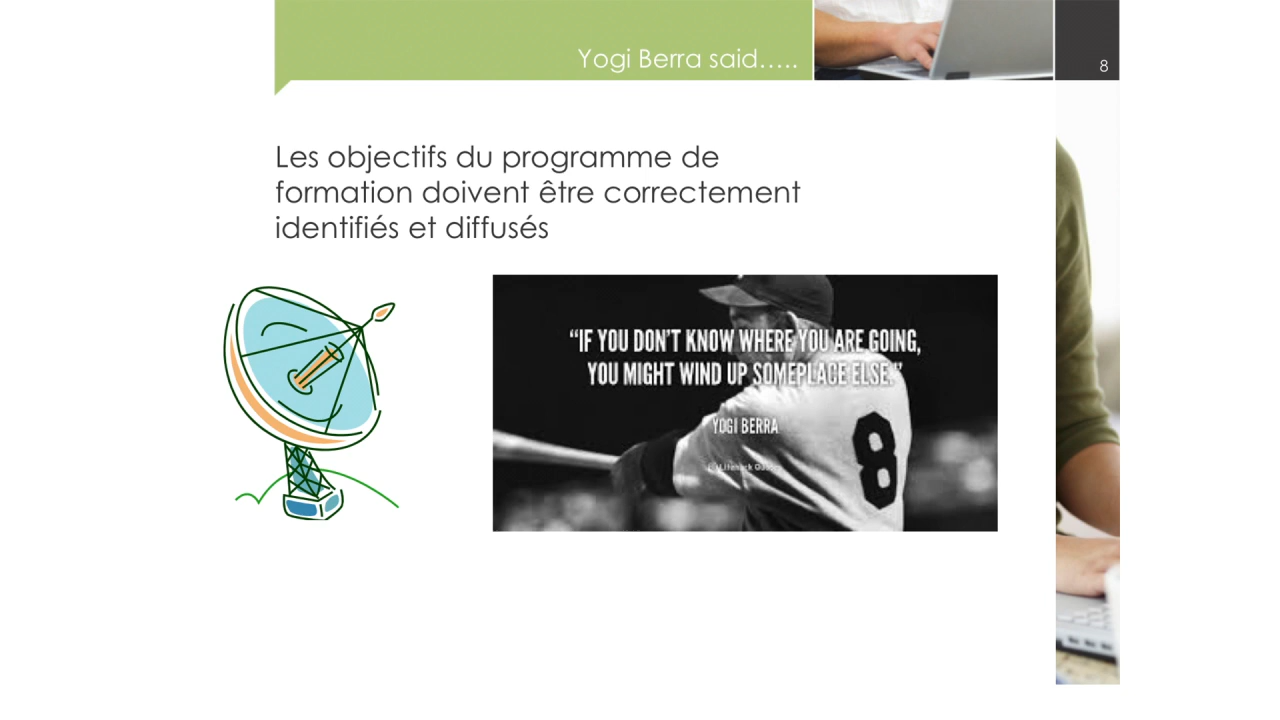 Yogi Berra said.....
8
Les objectifs du programme de
formation doivent être correctement
identifiés et diffusés
“IF YOU DON'T KNOW WHERE YOU ARE GOING,
YOU MIGHT WIND UP SOMEPLACE ELSE.”
YOGI BERRA
8